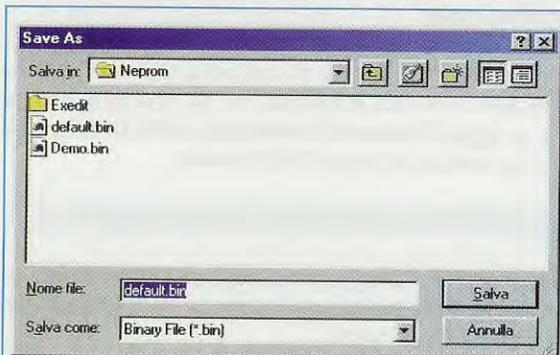 Save As
Salva in: Neprom
Exedit
default.bin
Demo.bin
Nome file: default.bin Salva
Salva come: Binary File (*.bin) Annulla